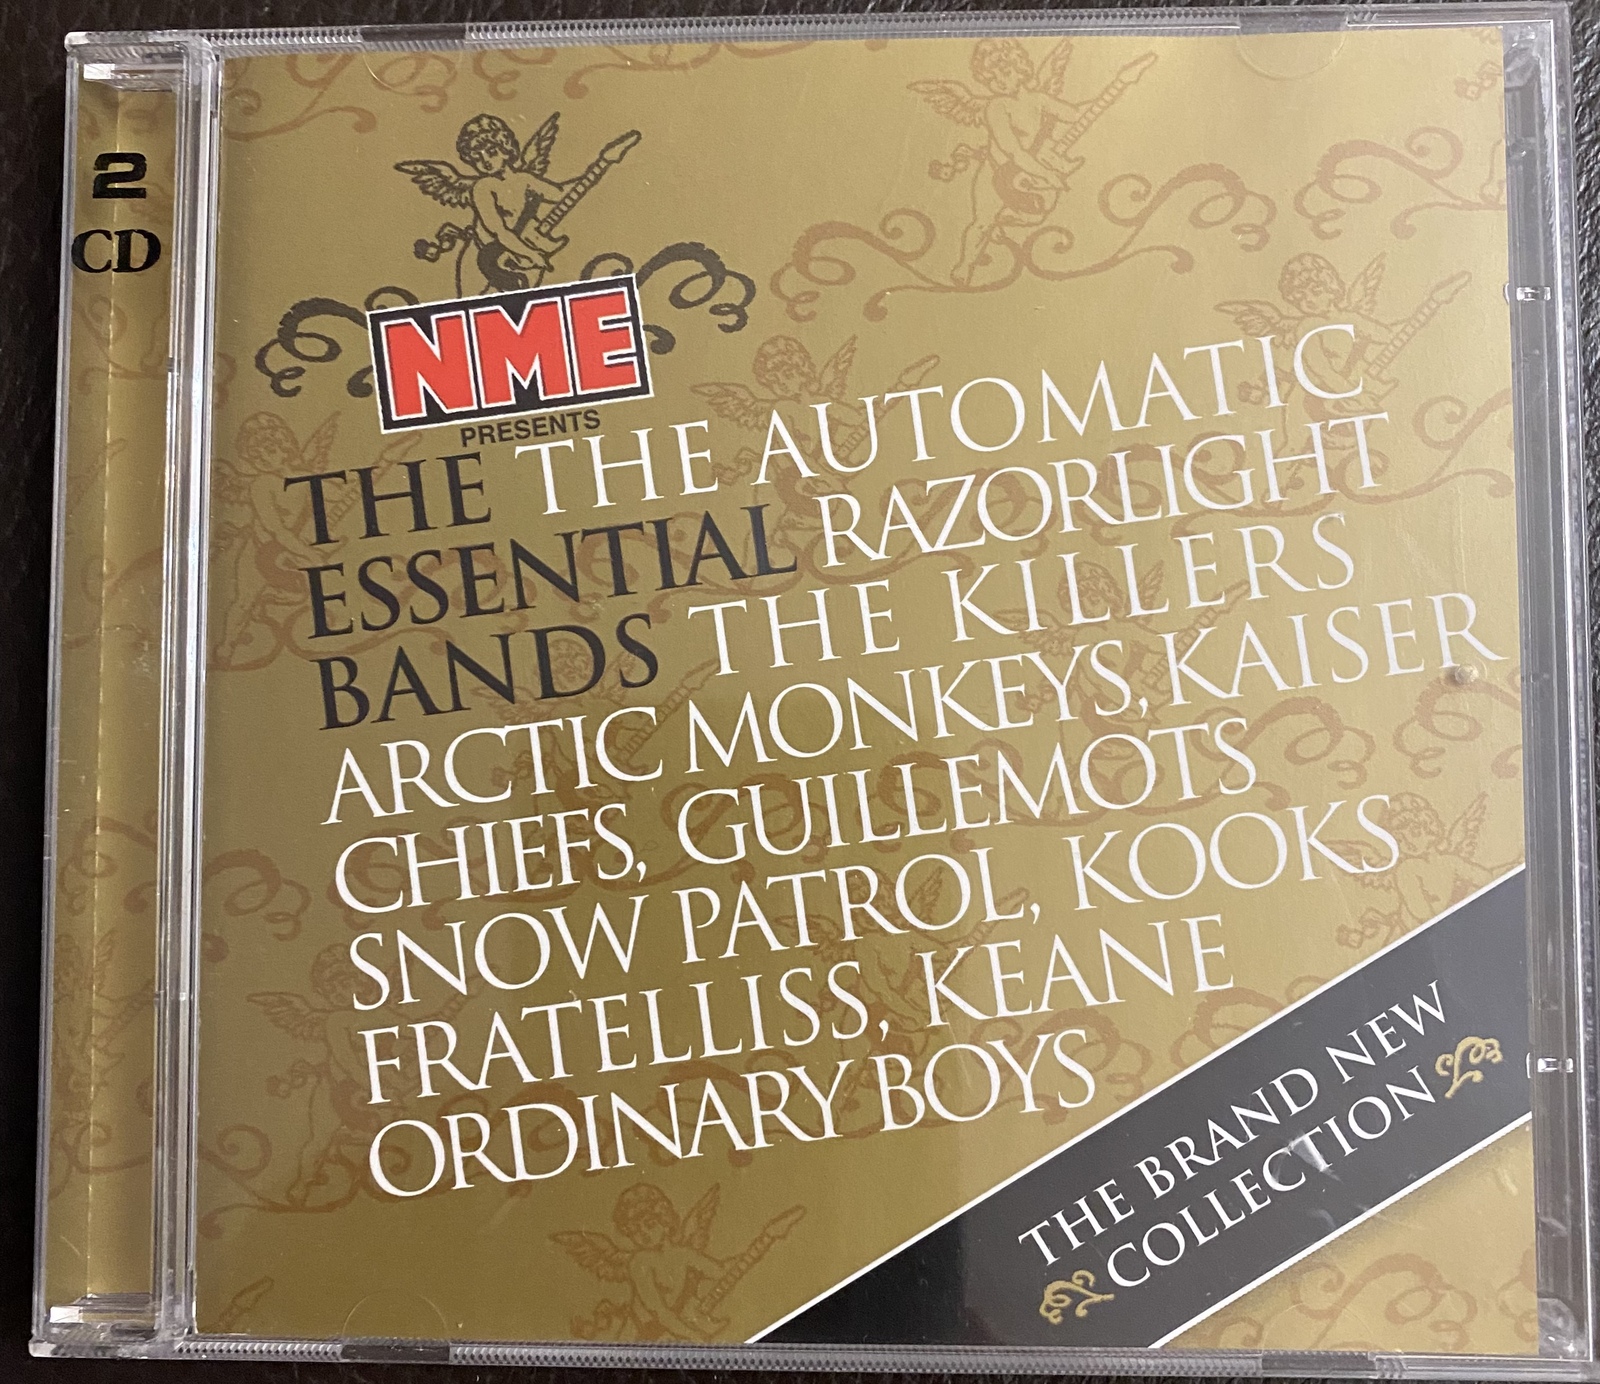 2
CD
NME
PRESENTS
THE THE AUTOMATIC
ESSENTIAL RAZORLIGHT
BANDS THE KILLERS
ARCTIC MONKEYS, KAISER
CHIEFS, GUILLEMOTS
SNOW PATROL, KOOKS
FRATELLISS, KEANE
ORDINARY BOYS
THE BRAND NEW
COLLECTION